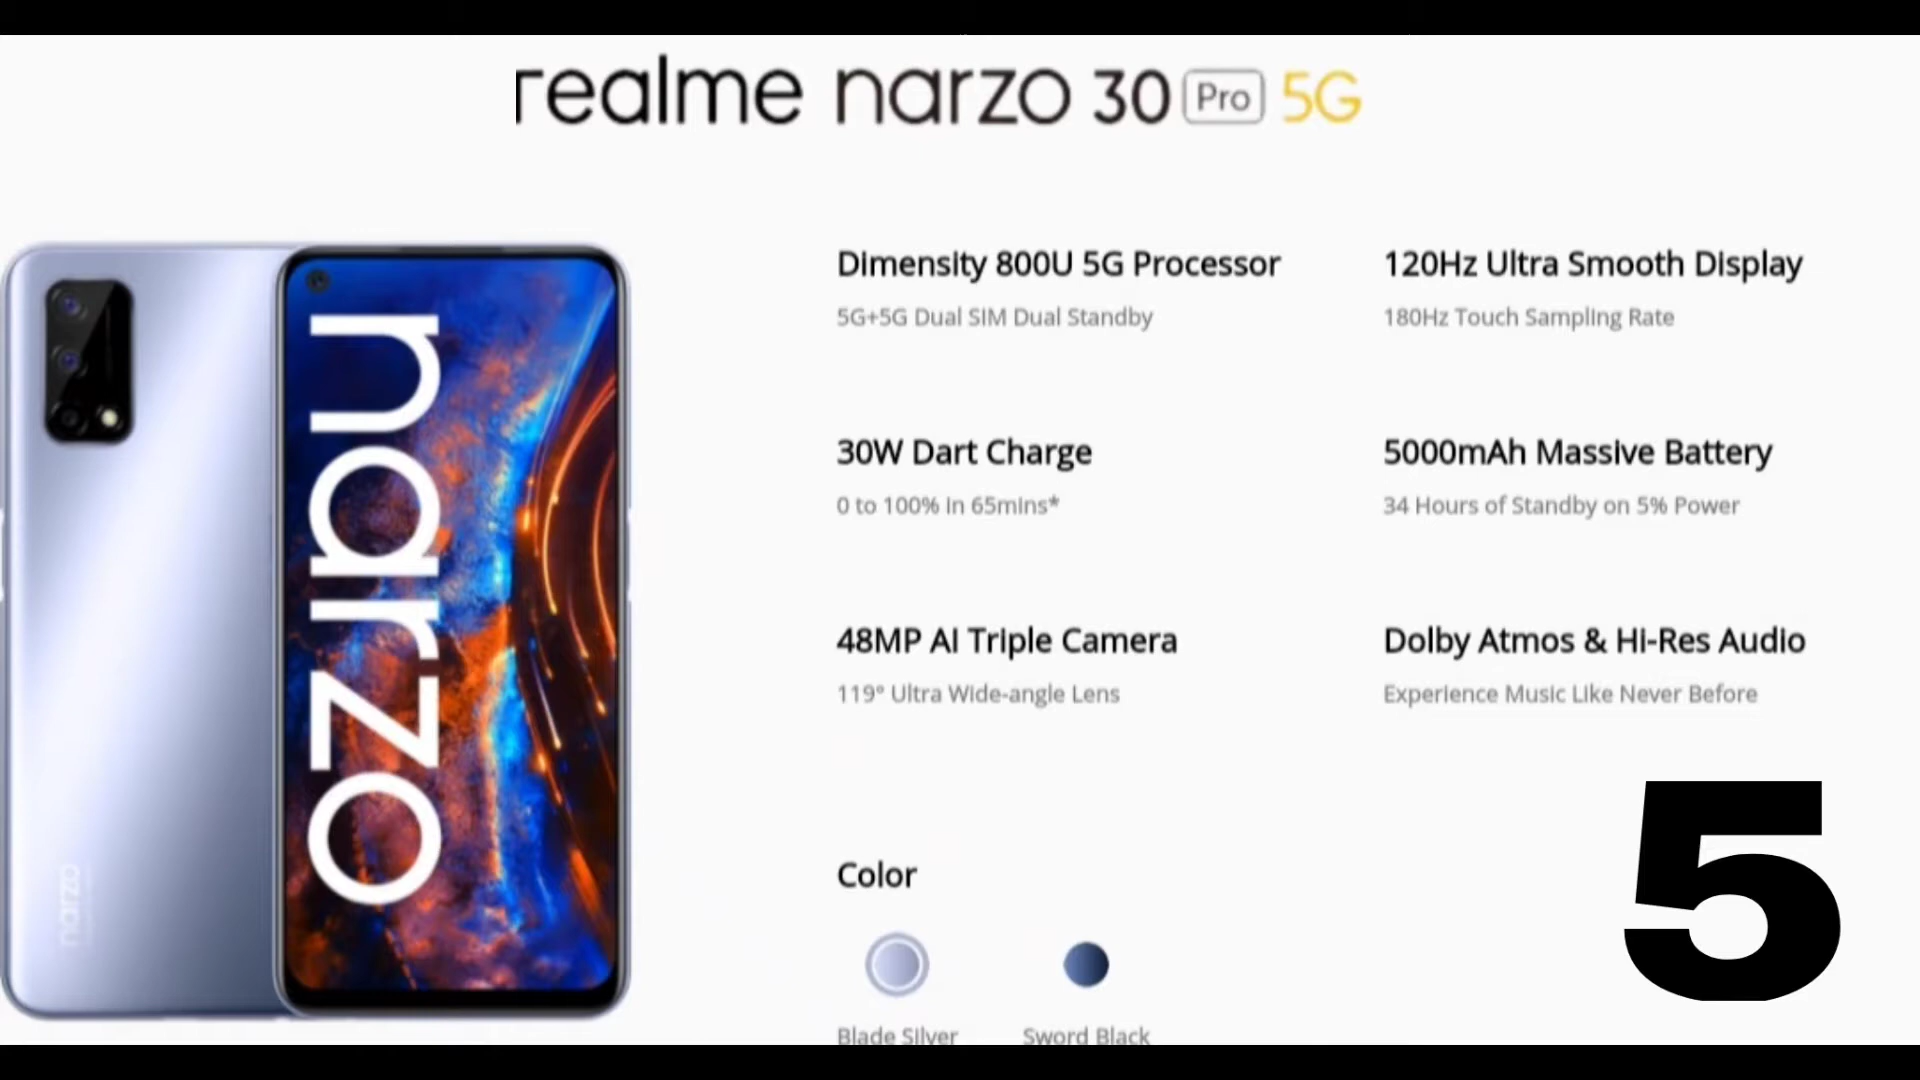 realme narzo 30 Pro 5G
narzo
narzo
Dimensity 800U 5G Processor
5G+5G Dual SIM Dual Standby
120Hz Ultra Smooth Display
180Hz Touch Sampling Rate
30W Dart Charge
0 to 100% in 65mins*
5000mAh Massive Battery
34 Hours of Standby on 5% Power
48MP AI Triple Camera
119° Ultra Wide-angle Lens
Dolby Atmos & Hi-Res Audio
Experience Music Like Never Before
Color
Blade Silver
Sword Black
5